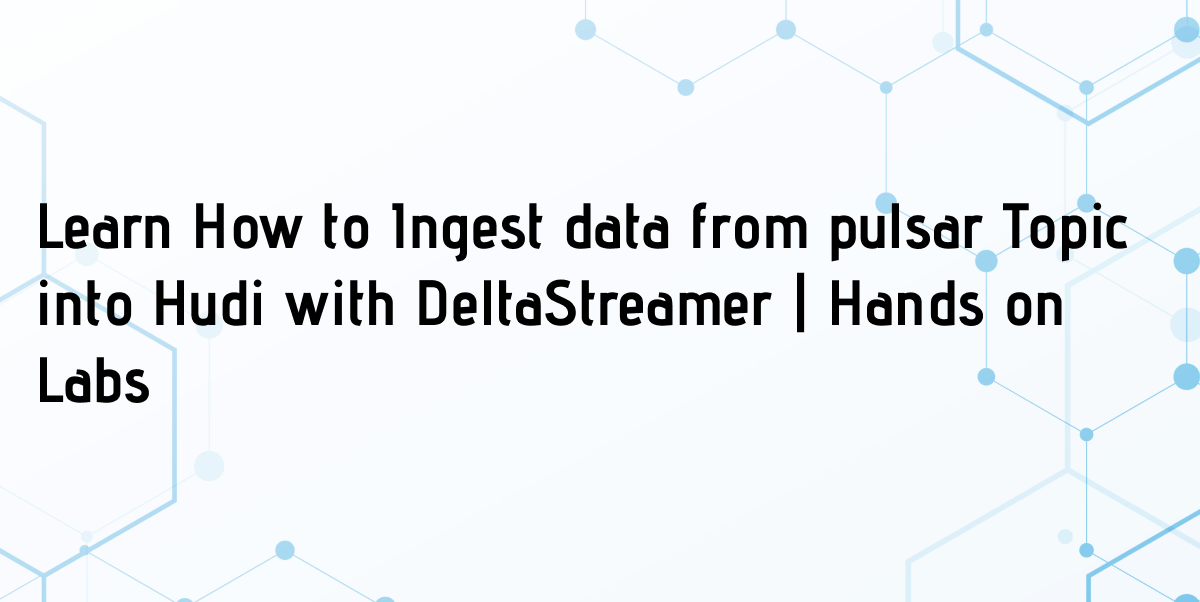 Learn How to Ingest data from pulsar Topic
into Hudi with DeltaStreamer | Hands on
Labs